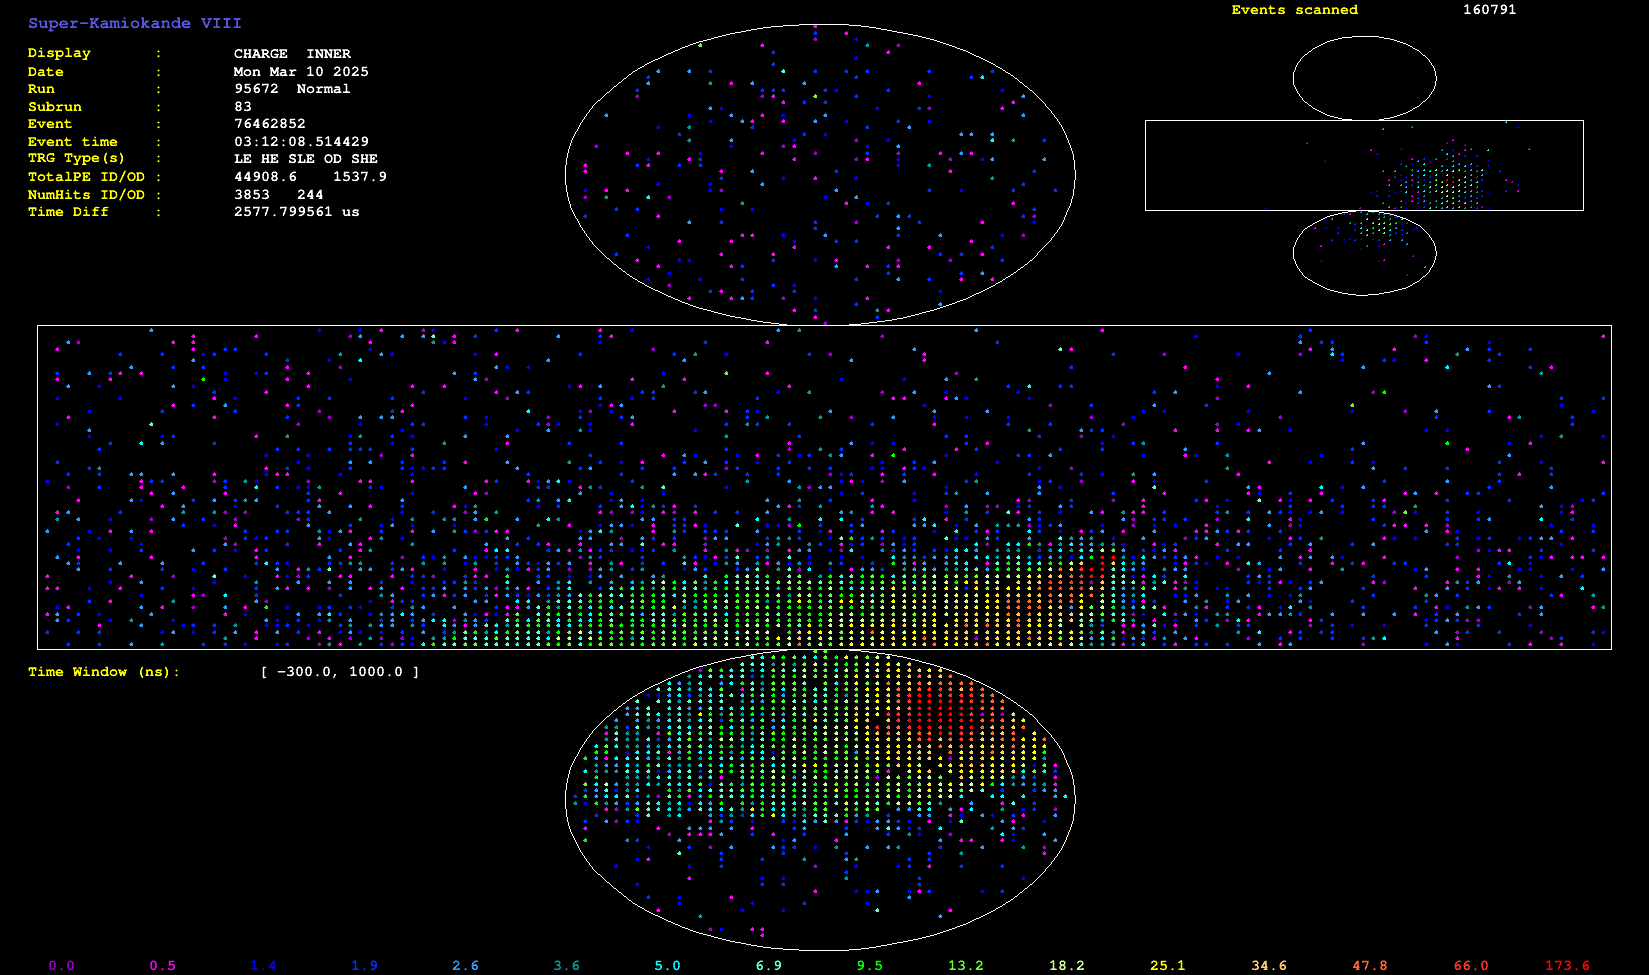 Super-Kamiokande VIII
Events scanned 160791
Display : CHARGE INNER
Date : Mon Mar 10 2025
Run : 95672 Normal
Subrun : 83
Event : 76462852
Event time : 03:12:08.514429
TRG Type(s) : LE HE SLE OD SHE
TotalPE ID/OD : 44908.6 1537.9
NumHits ID/OD : 3853 244
Time Diff : 2577.799561 us
Time Window (ns): [ -300.0, 1000.0 ]
0.0 0.5 1.4 1.9 2.6 3.6 5.0 6.9 9.5 13.2 18.2 25.1 34.6 47.8 66.0 173.6